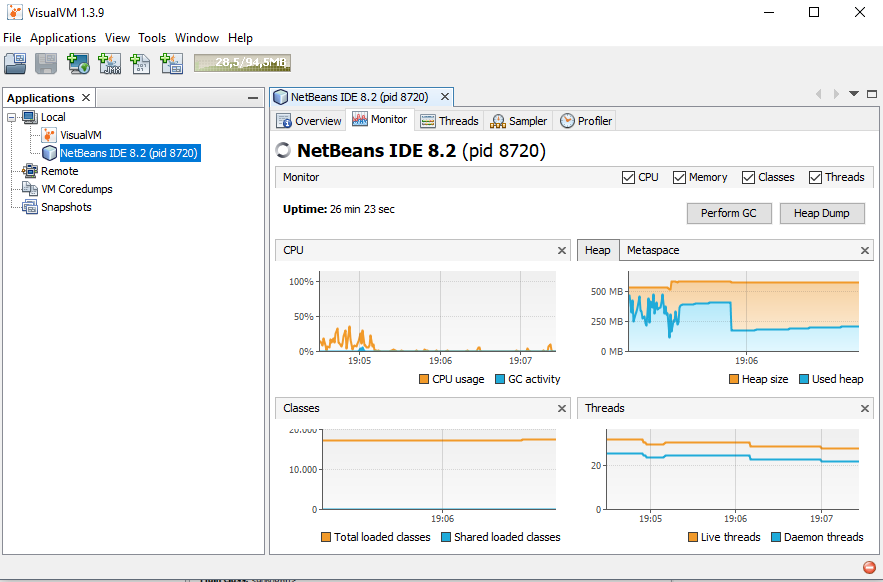 VisualVM 1.3.9
File Applications View Tools Window Help
28,5/94,5MB
Applications
Local
VisualVM
NetBeans IDE 8.2 (pid 8720)
Remote
VM Coredumps
Snapshots
NetBeans IDE 8.2 (pid 8720)
Overview Monitor Threads Sampler Profiler
NetBeans IDE 8.2 (pid 8720)
Monitor CPU Memory Classes Threads
Uptime: 26 min 23 sec
Perform GC Heap Dump
CPU
100%
50%
0%
19:05 19:06 19:07
CPU usage GC activity
Heap Metaspace
500 MB
250 MB
0 MB
19:06
Heap size Used heap
Classes
20.000
10.000
0
19:06
Total loaded classes Shared loaded classes
Threads
20
0
19:05 19:06 19:07
Live threads Daemon threads